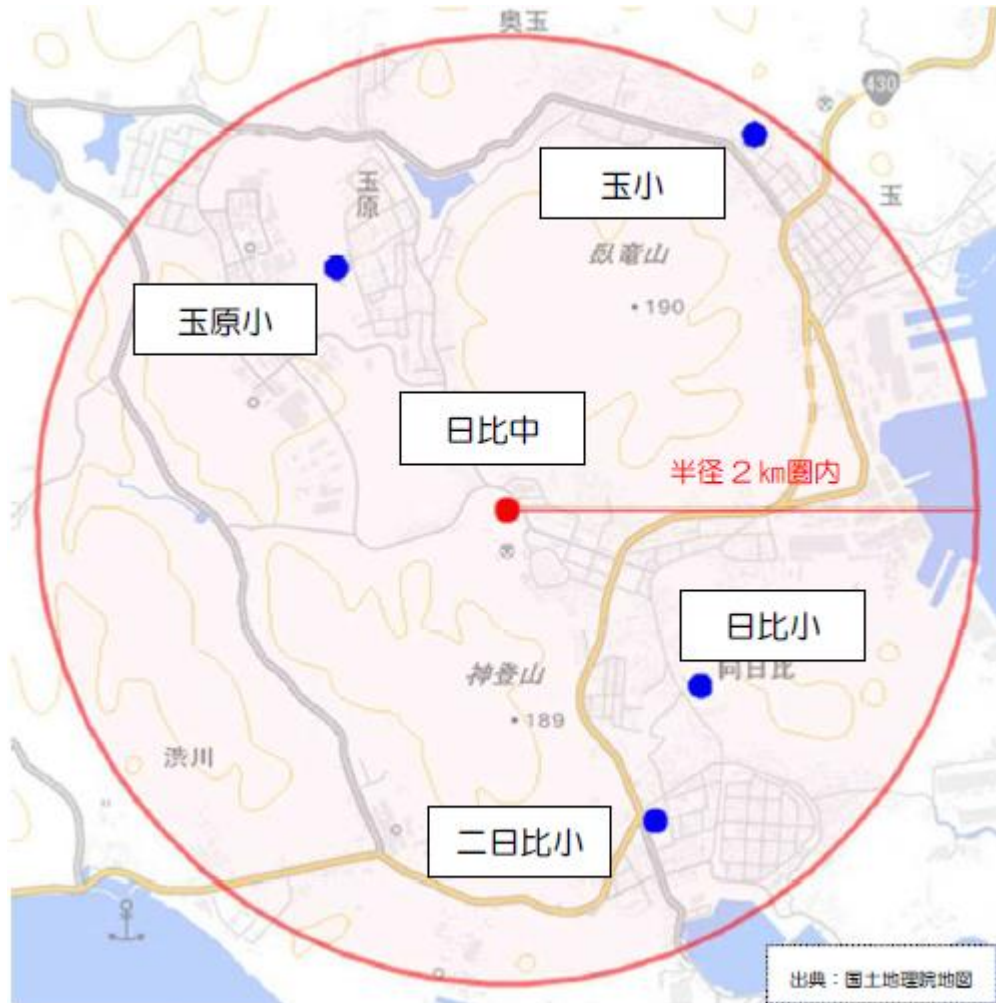 奥玉
430
玉小
玉原
玉
臥竜山
・190
玉原小
日比中
半径２㎞圏内
日比小
向日比
神登山
・189
渋川
二日比小
出典：国土地理院地図